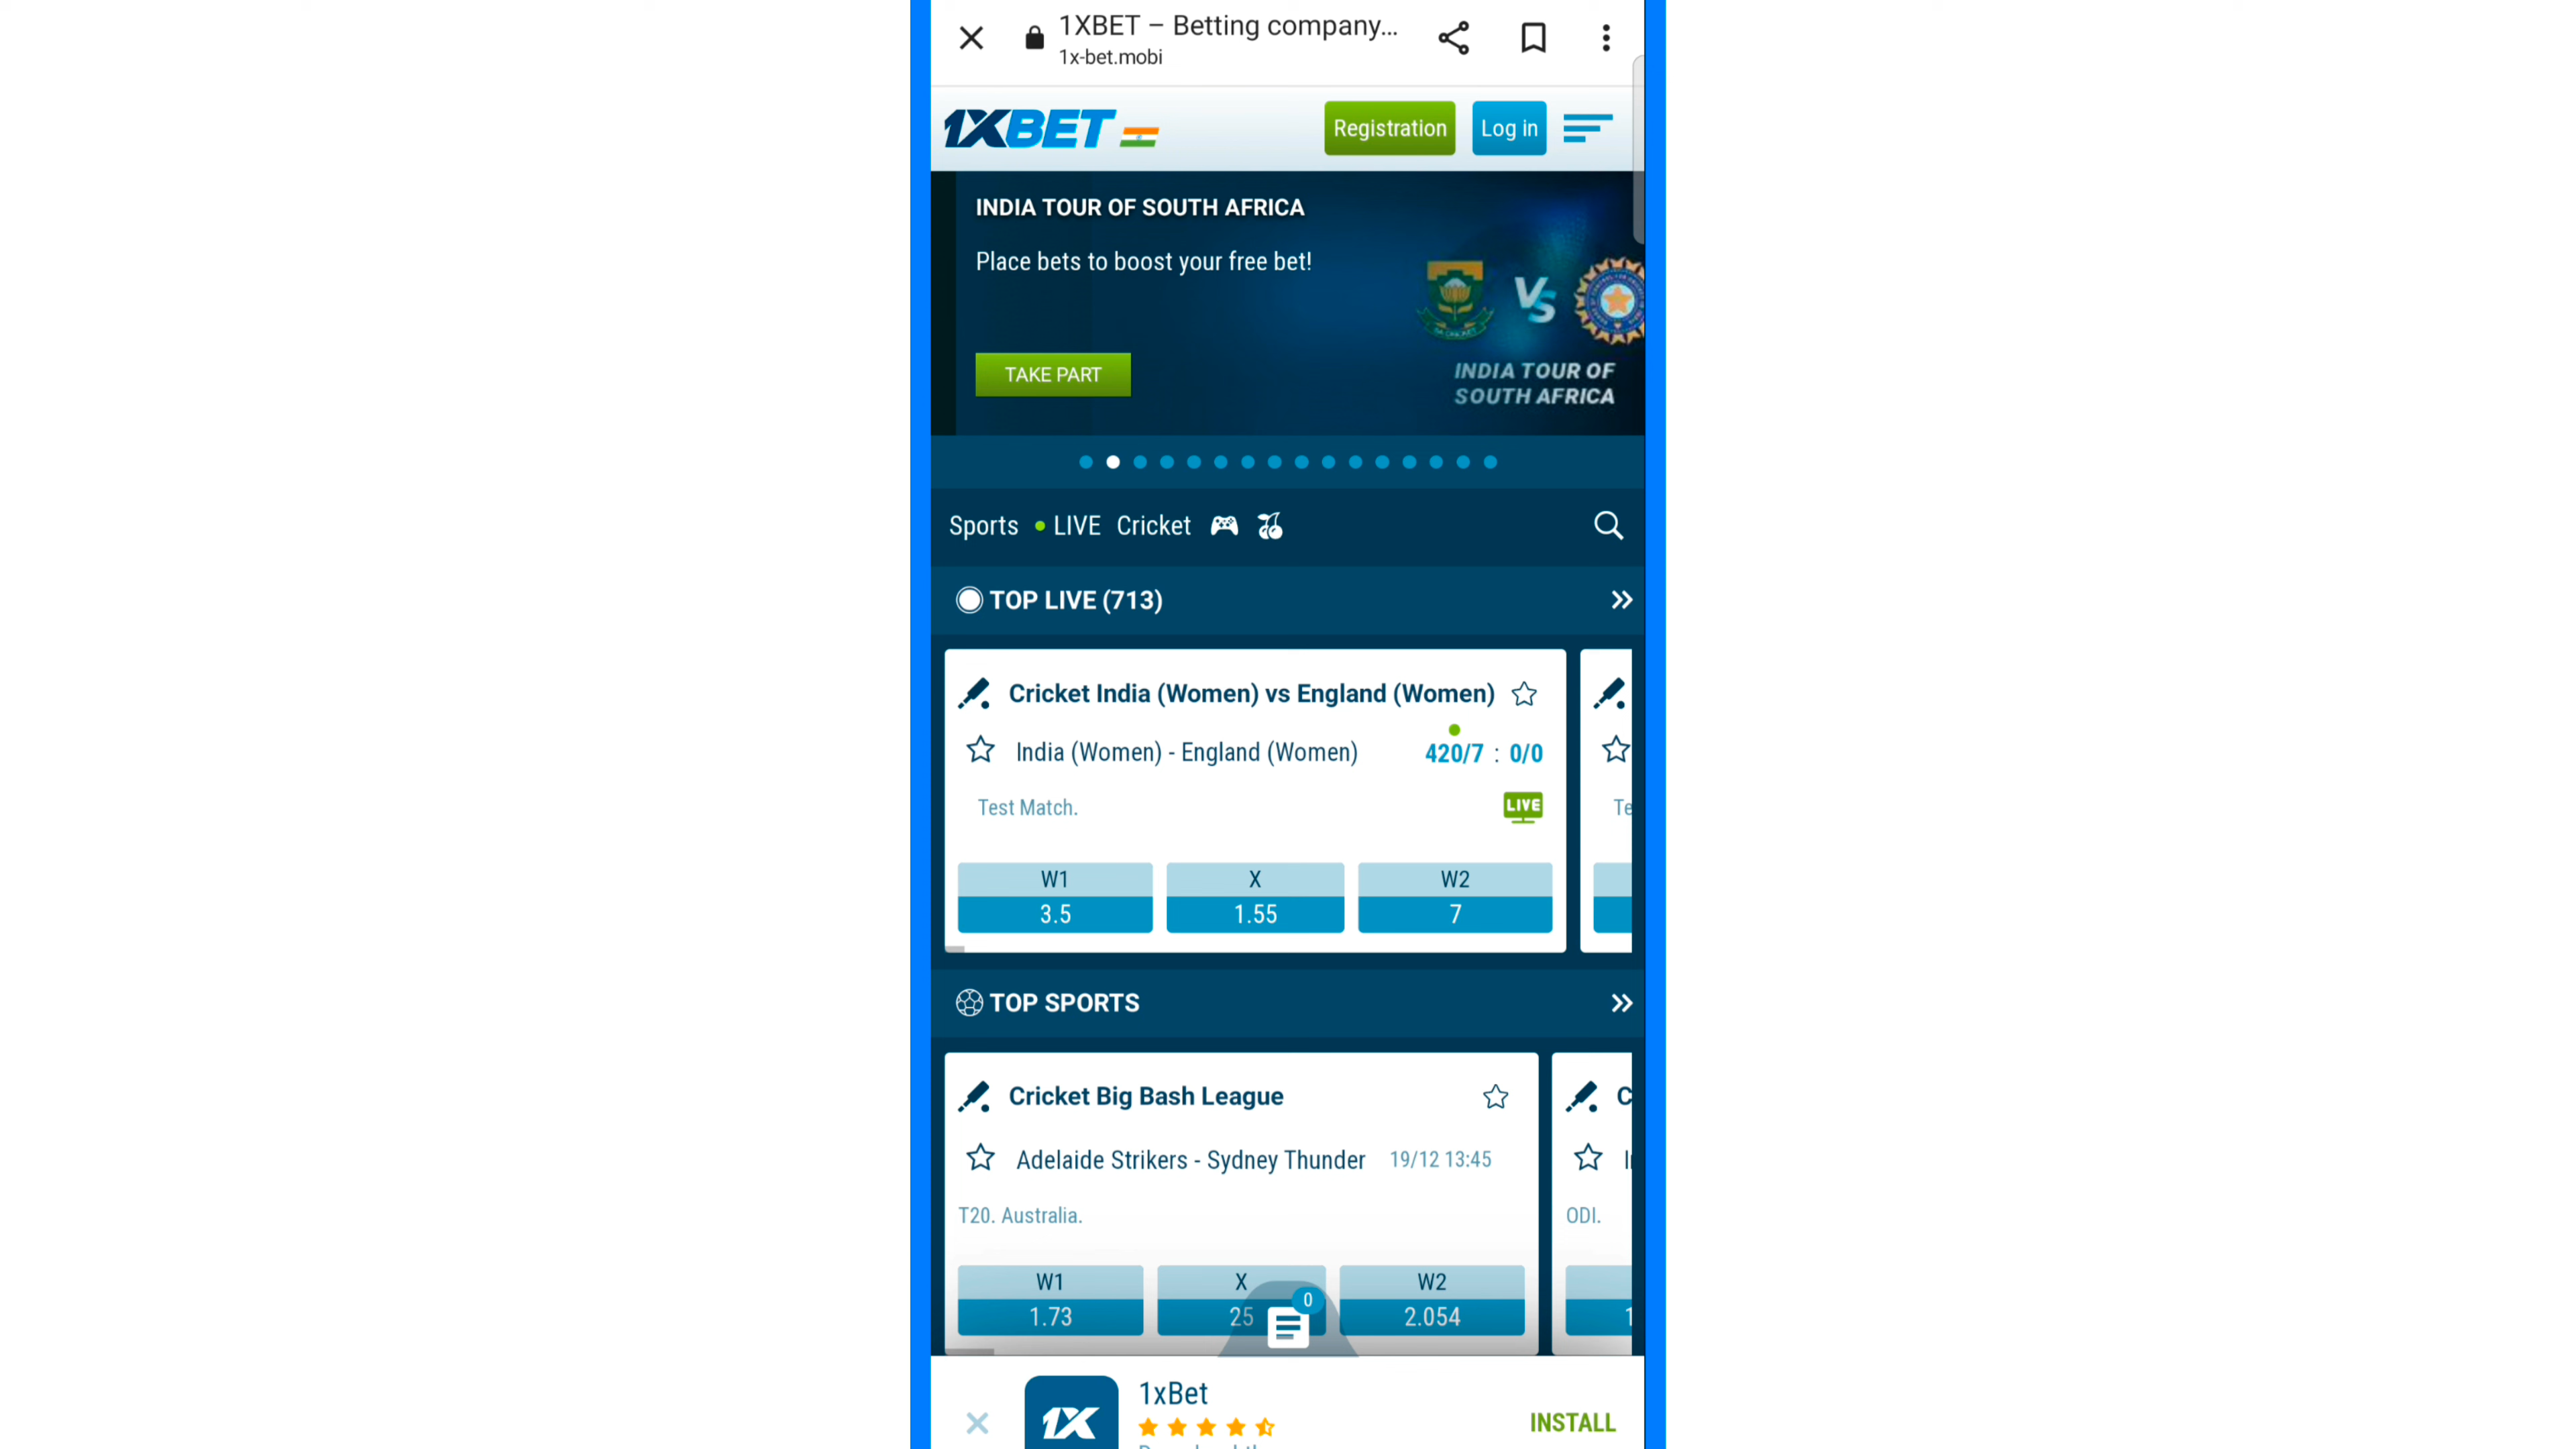 1XBET – Betting company...
1x-bet.mobi
1XBET
Registration
Log in
INDIA TOUR OF SOUTH AFRICA
Place bets to boost your free bet!
VS
TAKE PART
INDIA TOUR OF
SOUTH AFRICA
Sports LIVE Cricket
TOP LIVE (713)
Cricket India (Women) vs England (Women)
India (Women) - England (Women) 420/7 : 0/0
Test Match.
LIVE
Te
W1 X W2
3.5 1.55 7
TOP SPORTS
Cricket Big Bash League
C
Adelaide Strikers - Sydney Thunder 19/12 13:45
T20. Australia.
ODI.
W1 X W2
0
1.73 25 2.054
1
1xBet
1X
INSTALL